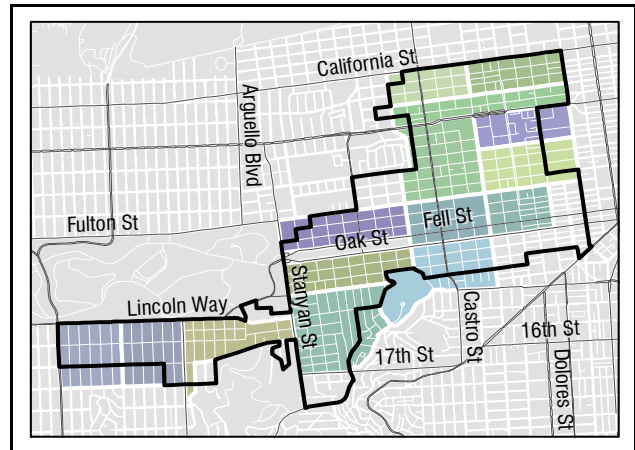 California St
Arguello Blvd
Fulton St
Fell St
Oak St
Stanyan St
Lincoln Way
Castro St
16th St
17th St
Dolores St